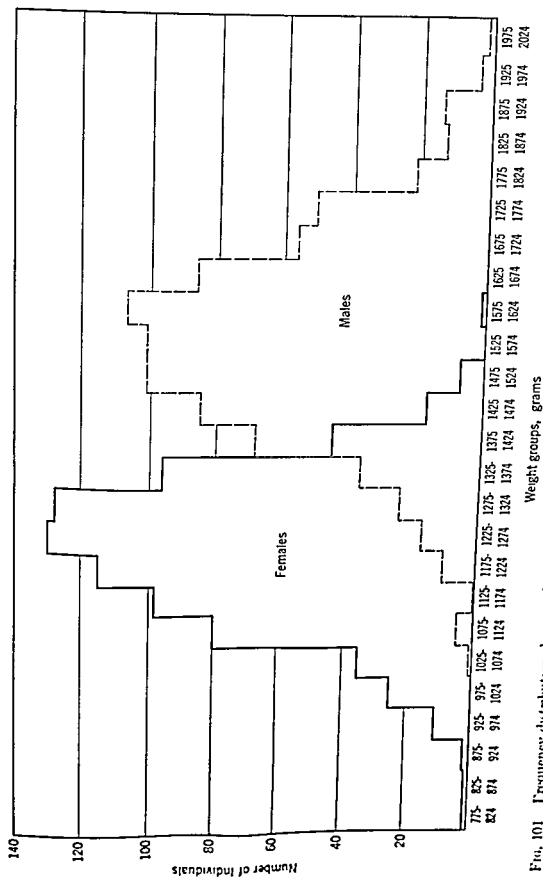 140
120
100
80
60
40
20
Number of Individuals
Females
Males
775- 825- 875- 925- 975- 1025- 1075- 1125- 1175- 1225- 1275- 1325- 1375 1425 1475 1525 1575 1625 1675 1725 1775 1825 1875 1925 1975
824 874 924 974 1024 1074 1124 1174 1224 1274 1324 1374 1424 1474 1524 1574 1624 1674 1724 1774 1824 1874 1924 1974 2024
Weight groups, grams
FIG. 101 Frequency distribution